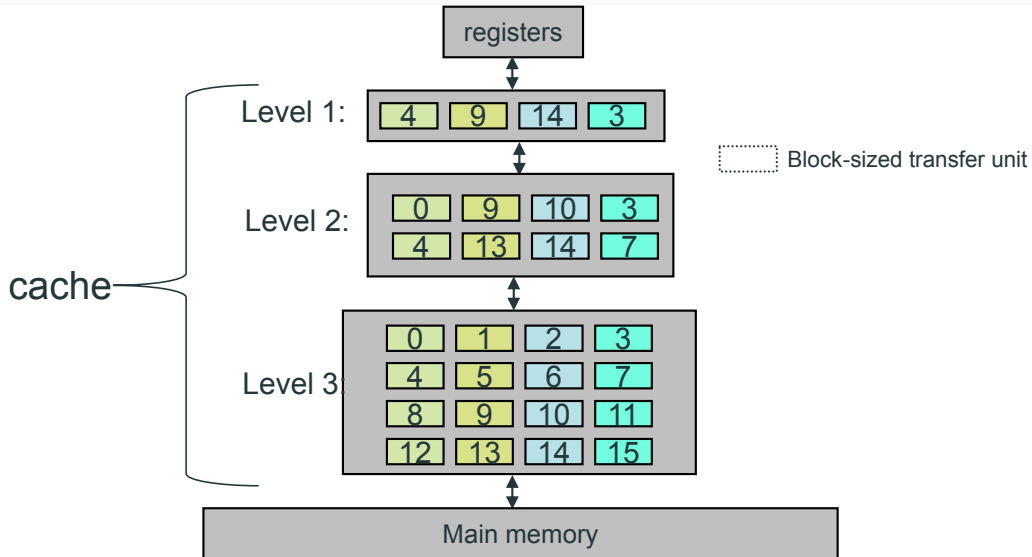 registers
Level 1:
4 9 14 3
Block-sized transfer unit
Level 2:
0 9 10 3
4 13 14 7
cache
Level 3:
0 1 2 3
4 5 6 7
8 9 10 11
12 13 14 15
Main memory